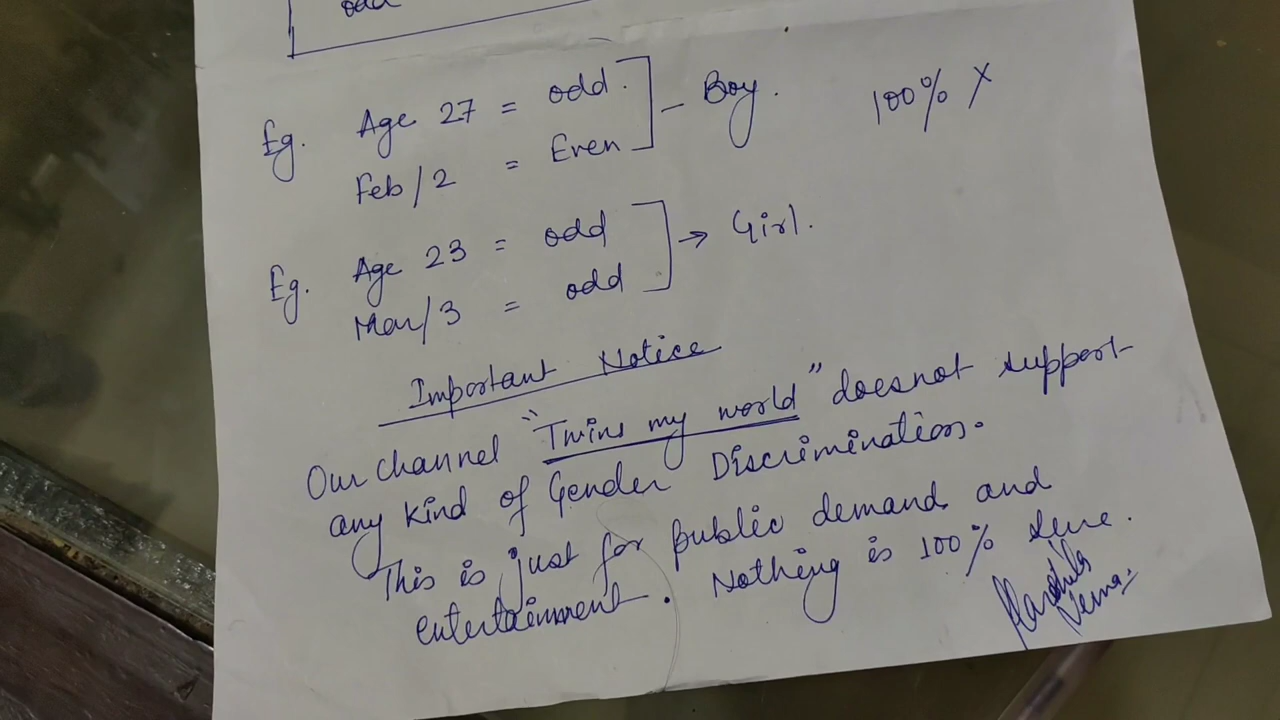 odd
Eg. Age 27 = odd. - Boy. 100% X
Feb/2 = Even
Eg. Age 23 = odd → Girl.
Mar/3 = odd
Important Notice
Our channel "Twins my world" doesnot support
any kind of Gender Discrimination.
This is just for public demand and
entertainment. Nothing is 100% sure.